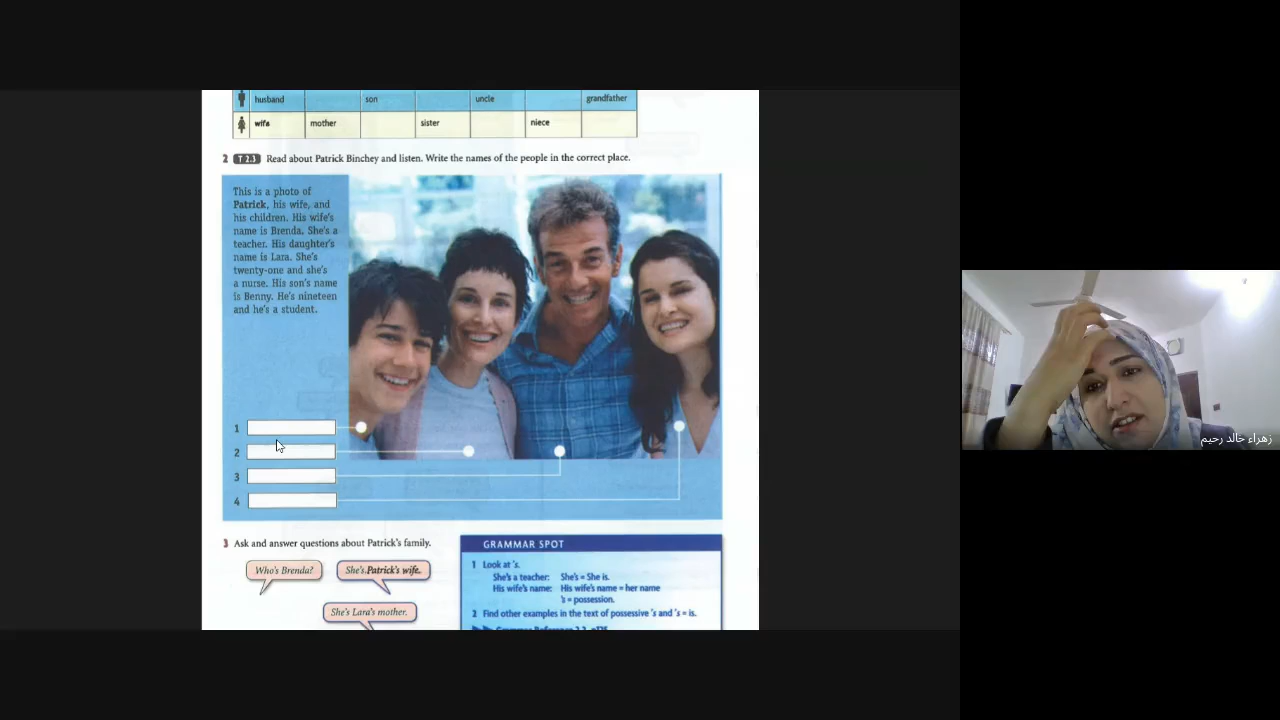 husband son uncle grandfather
wife mother sister niece
2 T 2.3 Read about Patrick Binchey and listen. Write the names of the people in the correct place.
This is a photo of
Patrick, his wife, and
his children. His wife's
name is Brenda. She's a
teacher. His daughter's
name is Lara. She's
twenty-one and she's
a nurse. His son's name
is Benny. He's nineteen
and he's a student.
1
2
3
4
3 Ask and answer questions about Patrick's family.
Who's Brenda?
She's Patrick's wife.
She's Lara's mother.
GRAMMAR SPOT
1 Look at 's.
She's a teacher: She's = She is.
His wife's name: His wife's name = her name
's = possession.
2 Find other examples in the text of possessive 's and 's = is.
زهراء خالد رحيم